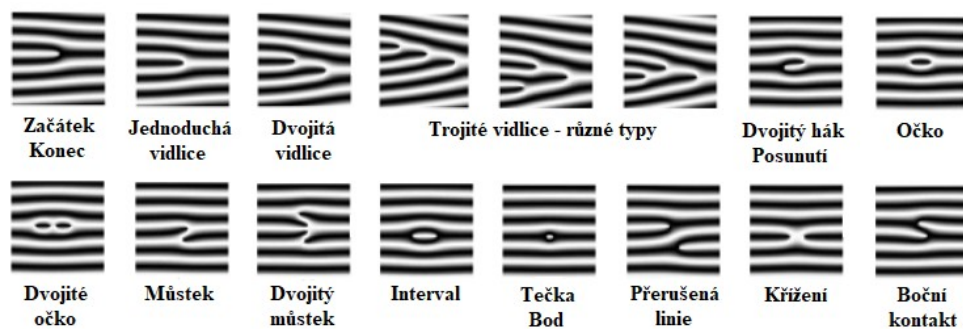 Začátek
Konec
Jednoduchá
vidlice
Dvojitá
vidlice
Trojité vidlice - různé typy
Dvojitý hák
Posunutí
Očko
Dvojité
očko
Můstek
Dvojitý
můstek
Interval
Tečka
Bod
Přerušená
linie
Křížení
Boční
kontakt